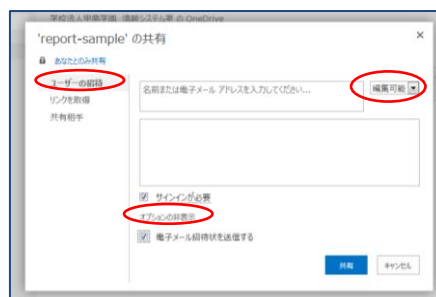 学校法人甲南学園 情報システム室 の OneDrive
'report-sample' の共有
×
あなたとのみ共有
ユーザーの招待
リンクを取得
共有相手
名前または電子メール アドレスを入力してください...
編集可能
サインインが必要
オプションの非表示
電子メール招待状を送信する
共有
キャンセル